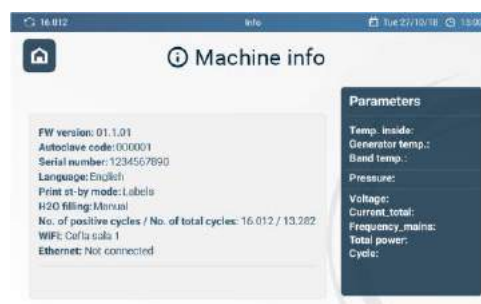 16.012 Info Tue 27/10/18 15:00
Machine info
FW version: 01.1.01
Autoclave code: 000001
Serial number: 1234567890
Language: English
Print st-by mode: Labels
H2O filling: Manual
No. of positive cycles / No. of total cycles: 16.012 / 13.282
WiFi: Cefla sala 1
Ethernet: Not connected
Parameters
Temp. inside:
Generator temp.:
Band temp.:
Pressure:
Voltage:
Current_total:
Frequency_mains:
Total power:
Cycle: